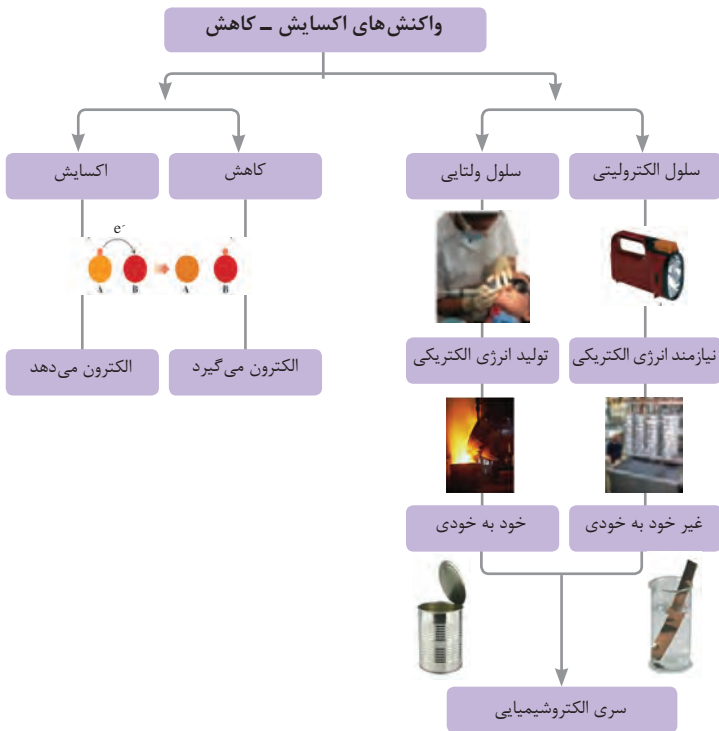 واکنش‌های اکسایش ــ کاهش
سلول الکترولیتی
سلول ولتایی
کاهش
اکسایش
e-
A
B
A
B
نیازمند انرژی الکتریکی
تولید انرژی الکتریکی
الکترون می‌گیرد
الکترون می‌دهد
غیر خود به خودی
خود به خودی
سری الکتروشیمیایی